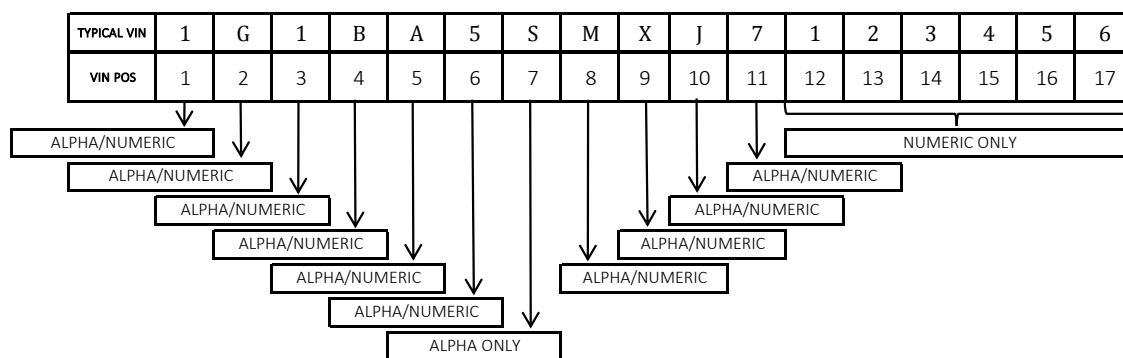 TYPICAL VIN 1 G 1 B A 5 S M X J 7 1 2 3 4 5 6
VIN POS 1 2 3 4 5 6 7 8 9 10 11 12 13 14 15 16 17
ALPHA/NUMERIC NUMERIC ONLY
ALPHA/NUMERIC ALPHA/NUMERIC
ALPHA/NUMERIC ALPHA/NUMERIC
ALPHA/NUMERIC ALPHA/NUMERIC
ALPHA/NUMERIC ALPHA/NUMERIC
ALPHA/NUMERIC
ALPHA ONLY